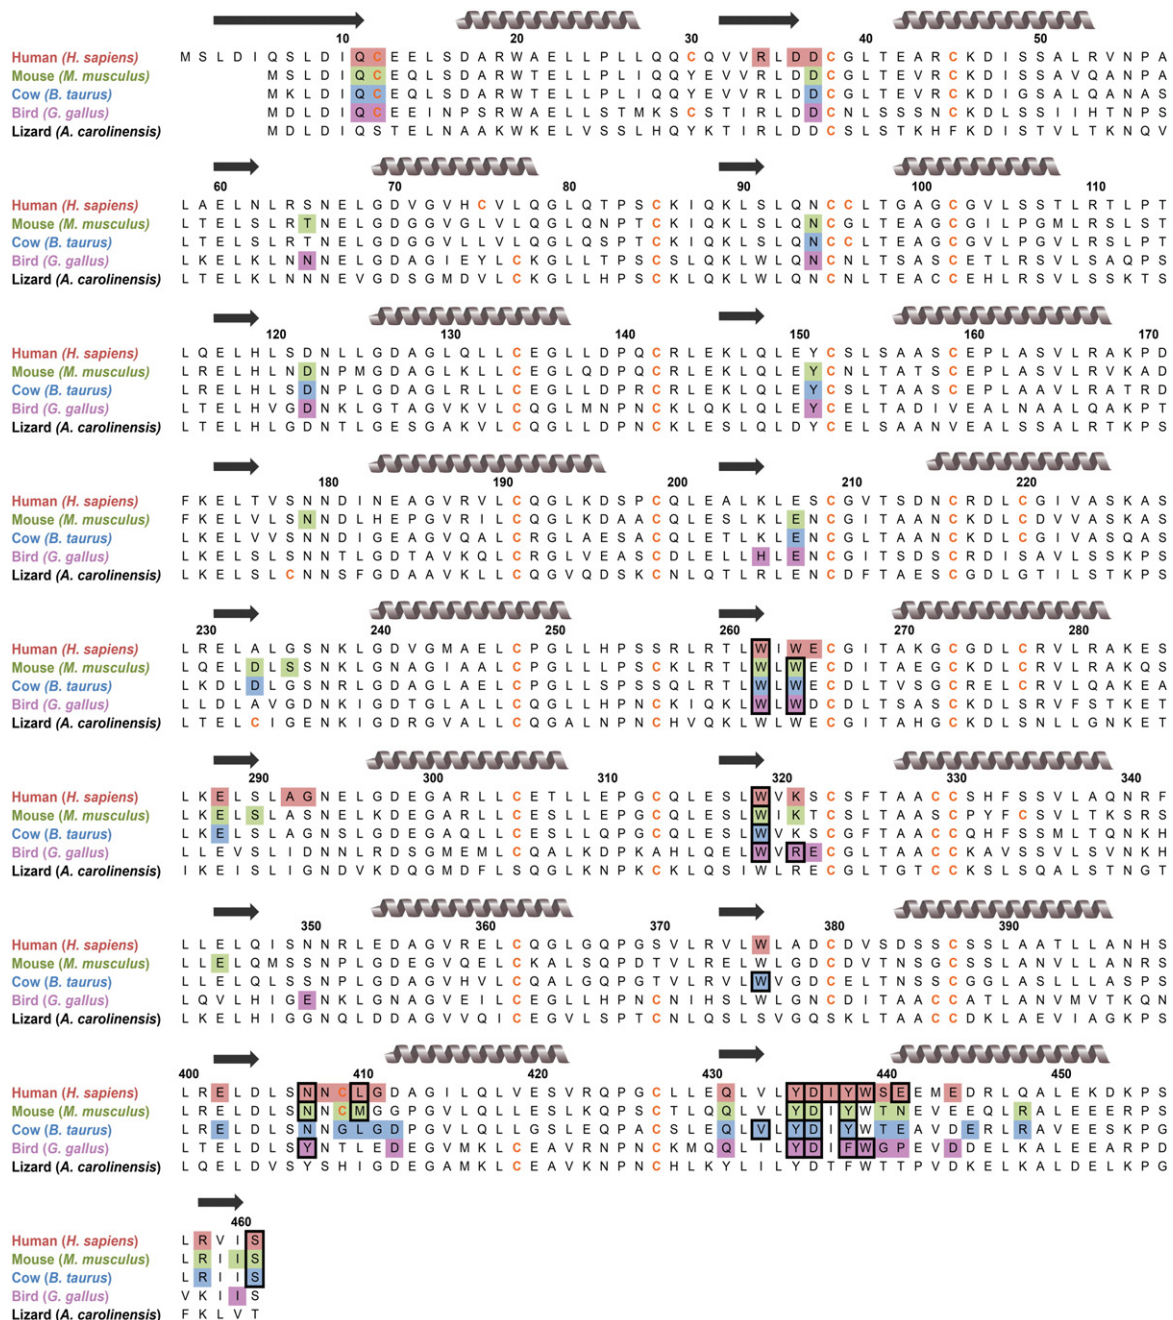 10 20 30 40 50
Human (H. sapiens) M S L D I Q S L D I Q C E E L S D A R W A E L L P L L Q Q C Q V V R L D D C G L T E A R C K D I S S A L R V N P A
Mouse (M. musculus) M S L D I Q C E Q L S D A R W T E L L P L I Q Q Y E V V R L D D C G L T E V R C K D I S S A V Q A N P A
Cow (B. taurus) M K L D I Q C E Q L S D A R W T E L L P L I Q Q Y E V V R L D D C G L T E V R C K D I G S A L Q A N A S
Bird (G. gallus) M D L D I Q C E E I N P S R W A E L L S T M K S C S T I R L D D C N L S S S N C K D L S S I I H T N P S
Lizard (A. carolinensis) M D L D I Q S T E L N A A K W K E L V S S L H Q Y K T I R L D D C S L S T K H F K D I S T V L T K N Q V
60 70 80 90 100 110
Human (H. sapiens) L A E L N L R S N E L G D V G V H C V L Q G L Q T P S C K I Q K L S L Q N C C L T G A G C G V L S S T L R T L P T
Mouse (M. musculus) L T E L S L R T N E L G D G G V G L V L Q G L Q N P T C K I Q K L S L Q N C G L T E A G C G I L P G M L R S L S T
Cow (B. taurus) L T E L S L R T N E L G D G G V L L V L Q G L Q S P T C K I Q K L S L Q N C C L T E A G C G V L P G V L R S L P T
Bird (G. gallus) L K E L K L N N N E L G D A G I E Y L C K G L L T P S C S L Q K L W L Q N C N L T S A S C E T L R S V L S A Q P S
Lizard (A. carolinensis) L T E L K L N N N E V G D S G M D V L C K G L L H P S C K L Q K L W L Q N C N L T E A C C E H L R S V L S S K T S
120 130 140 150 160 170
Human (H. sapiens) L Q E L H L S D N L L G D A G L Q L L C E G L L D P Q C R L E K L Q L E Y C S L S A A S C E P L A S V L R A K P D
Mouse (M. musculus) L R E L H L N D N P M G D A G L K L L C E G L Q D P Q C R L E K L Q L E Y C N L T A T S C E P L A S V L R V K A D
Cow (B. taurus) L R E L H L S D N P L G D A G L R L L C E G L L D P R C R L E K L Q L E Y C S L T A A S C E P L A A V L R A T R D
Bird (G. gallus) L T E L H V G D N K L G T A G V K V L C Q G L M N P N C K L Q K L Q L E Y C E L T A D I V E A L N A A L Q A K P T
Lizard (A. carolinensis) L T E L H L G D N T L G E S G A K V L C Q G L L D P N C K L E S L Q L D Y C E L S A A N V E A L S S A L R T K P S
180 190 200 210 220
Human (H. sapiens) F K E L T V S N N D I N E A G V R V L C Q G L K D S P C Q L E A L K L E S C G V T S D N C R D L C G I V A S K A S
Mouse (M. musculus) F K E L V L S N N D L H E P G V R I L C Q G L K D A A C Q L E S L K L E N C G I T A A N C K D L C D V V A S K A S
Cow (B. taurus) L K E L V V S N N D I G E A G V Q A L C R G L A E S A C Q L E T L K L E N C G I T A A N C K D L C G I V A S Q A S
Bird (G. gallus) L K E L S L S N N T L G D T A V K Q L C R G L V E A S C D L E L L H L E N C G I T S D S C R D I S A V L S S K P S
Lizard (A. carolinensis) L K E L S L C N N S F G D A A V K L L C Q G V Q D S K C N L Q T L R L E N C D F T A E S C G D L G T I L S T K P S
230 240 250 260 270 280
Human (H. sapiens) L R E L A L G S N K L G D V G M A E L C P G L L H P S S R L R T L W I W E C G I T A K G C G D L C R V L R A K E S
Mouse (M. musculus) L Q E L D L S S N K L G N A G I A A L C P G L L L P S C K L R T L W L W E C D I T A E G C K D L C R V L R A K Q S
Cow (B. taurus) L K D L D L G S N R L G D A G L A E L C P G L L S P S S Q L R T L W L W E C D L T V S G C R E L C R V L Q A K E A
Bird (G. gallus) L L D L A V G D N K I G D T G L A L L C Q G L L H P N C K I Q K L W L W D C D L T S A S C K D L S R V F S T K E T
Lizard (A. carolinensis) L T E L C I G E N K I G D R G V A L L C Q G A L N P N C H V Q K L W L W E C G I T A H G C K D L S N L L G N K E T
290 300 310 320 330 340
Human (H. sapiens) L K E L S L A G N E L G D E G A R L L C E T L L E P G C Q L E S L W V K S C S F T A A C C S H F S S V L A Q N R F
Mouse (M. musculus) L K E L S L A S N K L G D E G A R L L C E S L L E P G C Q L E S L W I K T C S L T A A S C P Y F C S V L T K S R S
Cow (B. taurus) L K E L S L A G N S L G D E G A Q L L C E S L L Q P G C Q L E S L W V K S C G F T A A C C Q H F S S M L T Q N K H
Bird (G. gallus) L L E V S L I D N N L R D S G M E M L C Q A L K D P K A H L Q E L W V R E C G L T A A C C K A V S S V L S V N K H
Lizard (A. carolinensis) I K E I S L I G N D V K D Q G M D F L S Q G L K N P K C K L Q S I W L R E C G L T G T C C K S L S Q A L S T N G T
350 360 370 380 390
Human (H. sapiens) L L E L Q I S N N R L E D A G V R E L C Q G L G Q P G S V L R V L W L A D C D V S D S S C S S L A A T L L A N H S
Mouse (M. musculus) L L E L Q M S S N P L G D E G V Q E L C K A L S Q P D T V L R E L W L G D C D V T N S G C S S L A N V L L A N R S
Cow (B. taurus) L L E L Q L S S N P L G D A G V H V L C Q A L G Q P G T V L R V L W V G D C E L T N S S C G G L A S L L L A S P S
Bird (G. gallus) L Q V L H I G E N K L G N A G V E I L C E G L L H P N C N I H S L W L G N C D I T A A C C A T L A N V M V T K Q N
Lizard (A. carolinensis) L K E L H I G G N Q L D D A G V V Q I C E G V L S P T C N L Q S L S V G Q S K L T A A C C D K L A E V I A G K P S
400 410 420 430 440 450
Human (H. sapiens) L R E L D L S N N C L G D A G I L Q L V E S V R Q P G C L L E Q L V L Y D I Y W S E E M E D R L Q A L E K D K P S
Mouse (M. musculus) L R E L D L S N N C M G G P G V L Q L L E S L K Q P S C T L Q Q L V L Y D I Y W T N E V E E Q L R A L E E E R P S
Cow (B. taurus) L R E L D L S N N G L G D P G V L Q L L G S L E Q P A C S L E Q L V L Y D I Y W T E A V D E R L R A V E E S K P G
Bird (G. gallus) L T E L D L S Y N T L E D E G V M K L C E A V R N P N C K M Q Q L I L Y D I F W G P E V D D E L K A L E E A R P D
Lizard (A. carolinensis) L Q E L D V S Y S H I G D E G A M K L C E A V K N P N C H L K Y L I L Y D T F W T T P V D K E L K A L D E L K P G
460
Human (H. sapiens) L R V I S
Mouse (M. musculus) L R I I S
Cow (B. taurus) L R I I S
Bird (G. gallus) V K I I S
Lizard (A. carolinensis) F K L V T